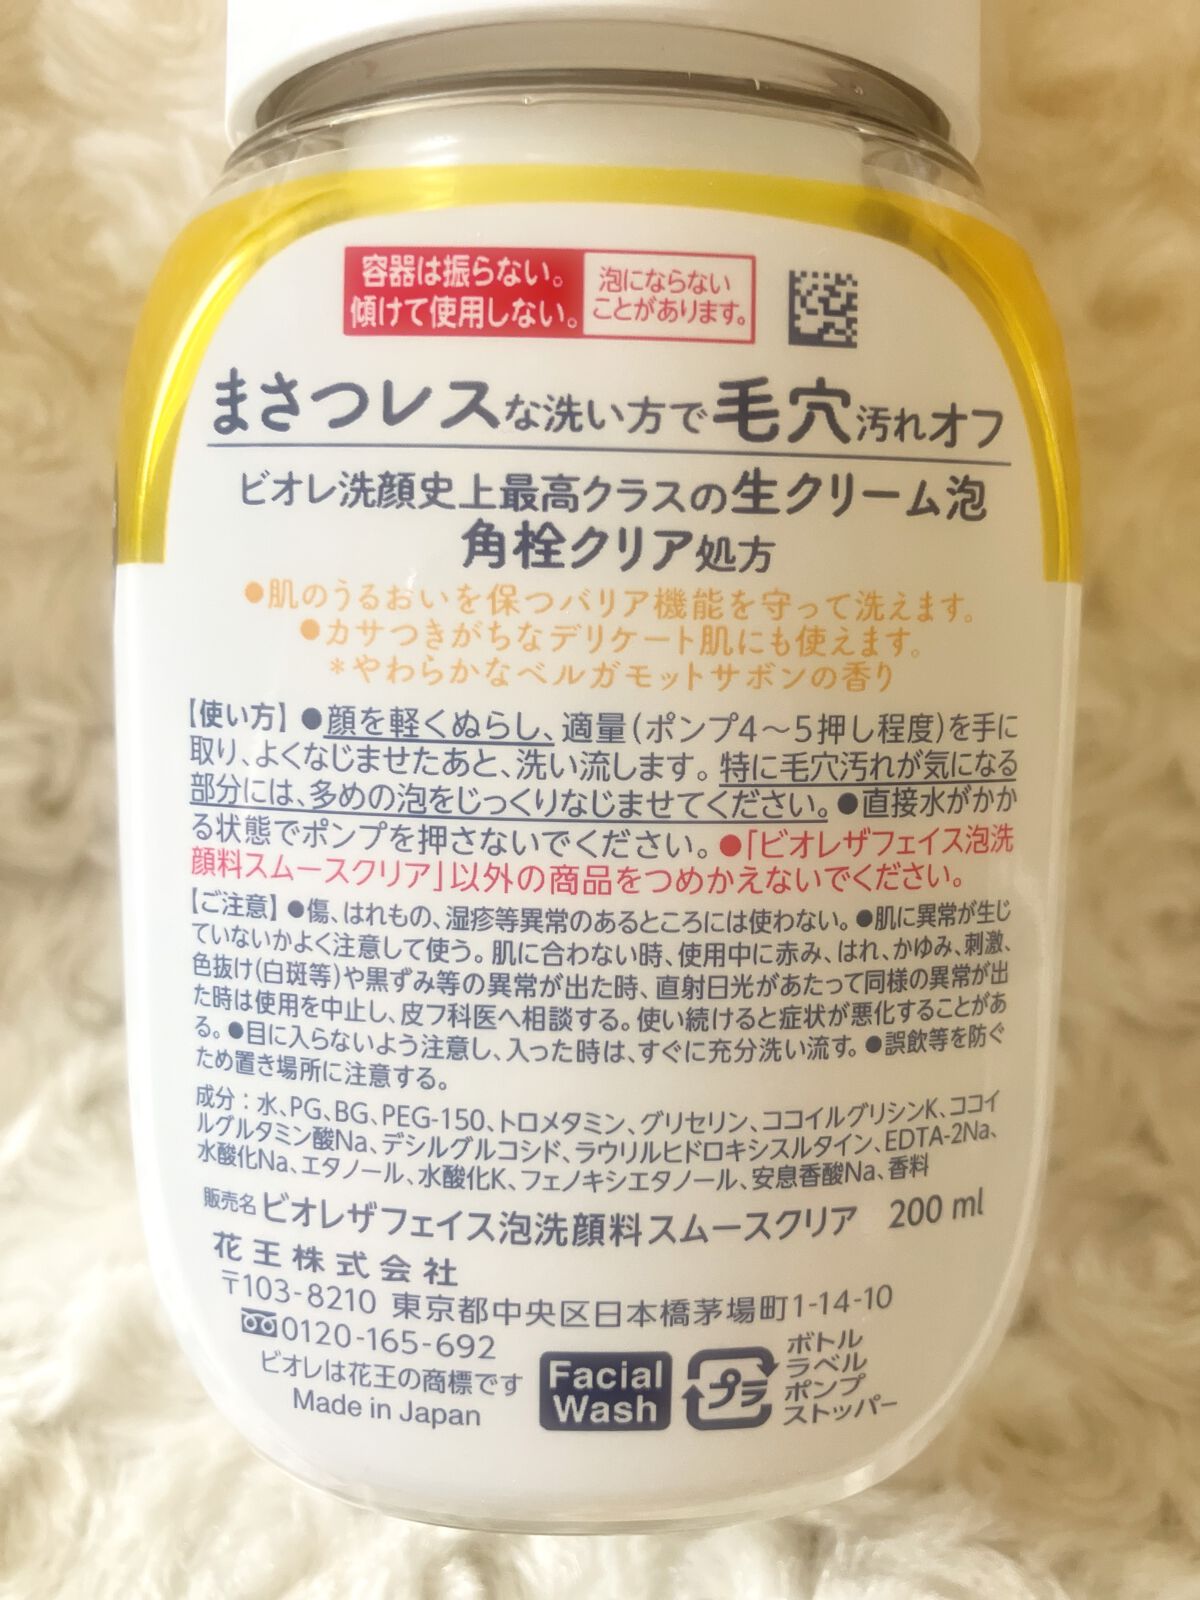 容器は振らない。
傾けて使用しない。
泡にならない
ことがあります。
まさつレスな洗い方で毛穴汚れオフ
ビオレ洗顔史上最高クラスの生クリーム泡
角栓クリア処方
●肌のうるおいを保つバリア機能を守って洗えます。
●カサつきがちなデリケート肌にも使えます。
*やわらかなベルガモットサボンの香り
【使い方】●顔を軽くぬらし、適量(ポンプ4～5押し程度)を手に
取り、よくなじませたあと、洗い流します。特に毛穴汚れが気になる
部分には、多めの泡をじっくりなじませてください。●直接水がかか
る状態でポンプを押さないでください。●「ビオレザフェイス泡洗
顔料スムースクリア」以外の商品をつめかえないでください。
【ご注意】●傷、はれもの、湿疹等異常のあるところには使わない。●肌に異常が生じ
ていないかよく注意して使う。肌に合わない時、使用中に赤み、はれ、かゆみ、刺激、
色抜け(白斑等)や黒ずみ等の異常が出た時、直射日光があたって同様の異常が出
た時は使用を中止し、皮フ科医へ相談する。使い続けると症状が悪化することがあ
る。●目に入らないよう注意し、入った時は、すぐに充分洗い流す。●誤飲等を防ぐ
ため置き場所に注意する。
成分：水、PG、BG、PEG-150、トロメタミン、グリセリン、ココイルグリシンK、ココイ
ルグルタミン酸Na、デシルグルコシド、ラウリルヒドロキシスルタイン、EDTA-2Na、
水酸化Na、エタノール、水酸化K、フェノキシエタノール、安息香酸Na、香料
販売名 ビオレザフェイス泡洗顔料スムースクリア 200 ml
花王株式会社
〒103-8210 東京都中央区日本橋茅場町1-14-10
0120-165-692
ビオレは花王の商標です
Made in Japan
Facial
Wash
プラ
ボトル
ラベル
ポンプ
ストッパー